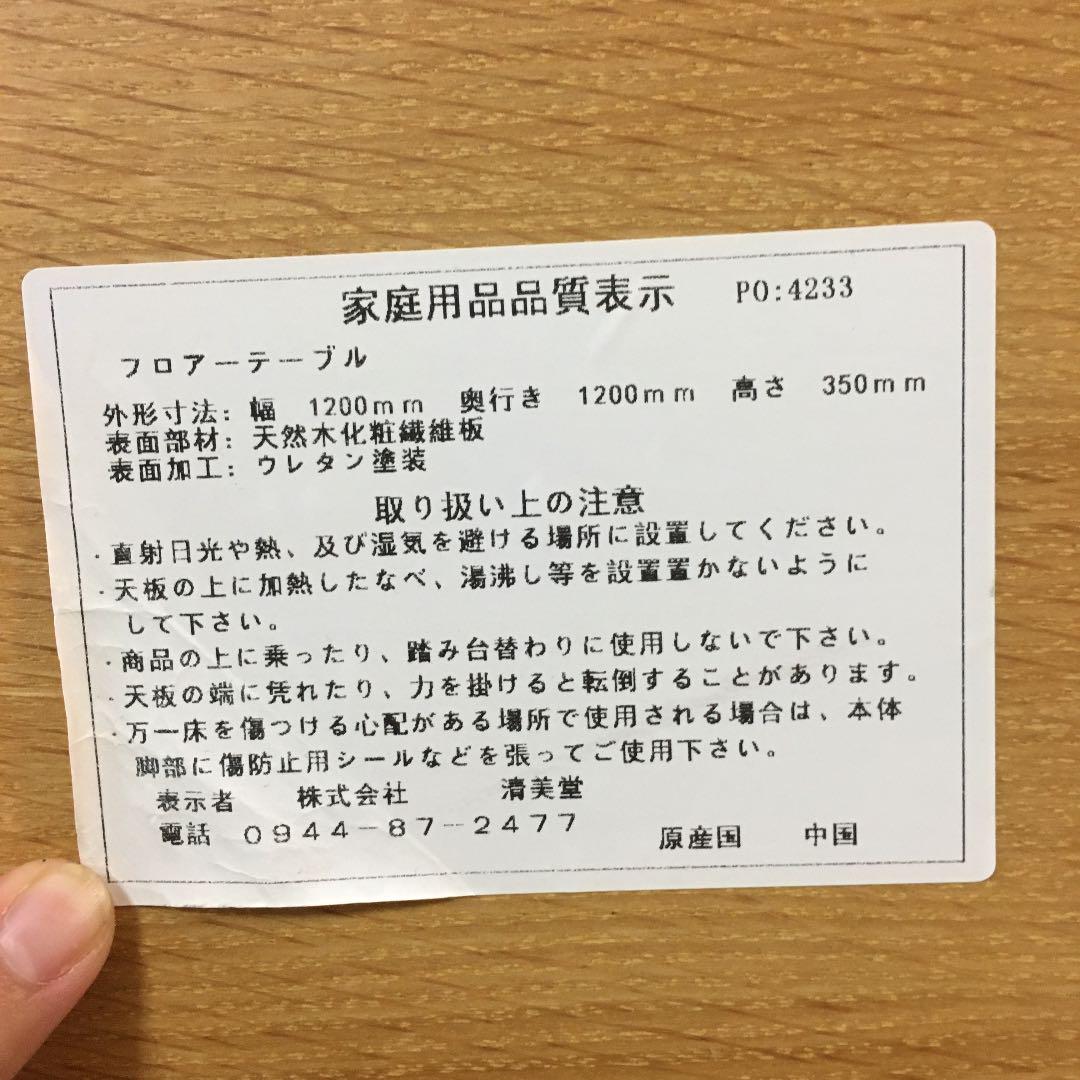 家庭用品品質表示 PO:4233
フロアーテーブル
外形寸法: 幅 1200mm 奥行き 1200mm 高さ 350mm
表面部材: 天然木化粧繊維板
表面加工: ウレタン塗装
取り扱い上の注意
・直射日光や熱、及び湿気を避ける場所に設置してください。
・天板の上に加熱したなべ、湯沸し等を設置置かないように
して下さい。
・商品の上に乗ったり、踏み台替わりに使用しないで下さい。
・天板の端に凭れたり、力を掛けると転倒することがあります。
・万一床を傷つける心配がある場所で使用される場合は、本体
脚部に傷防止用シールなどを張ってご使用下さい。
表示者 株式会社 清美堂
電話 0944-87-2477 原産国 中国